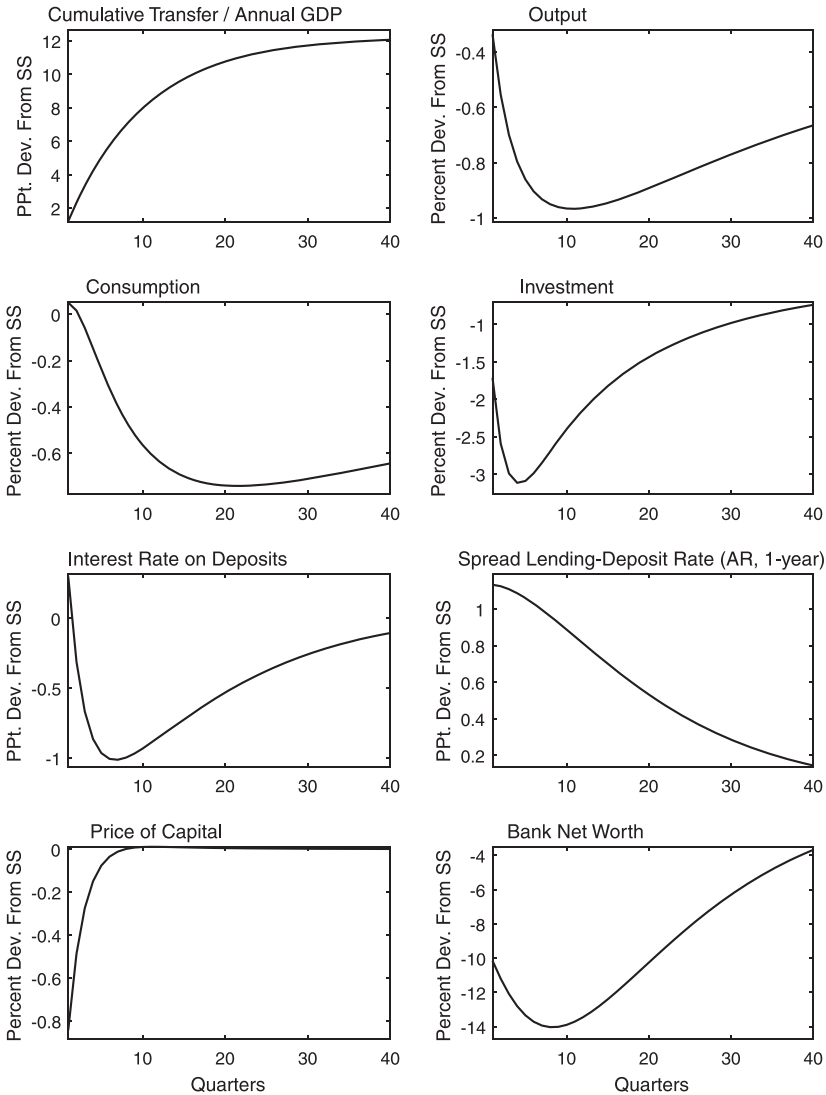 Cumulative Transfer / Annual GDP
PPt. Dev. From SS
12
10
8
6
4
2
10 20 30 40
Output
Percent Dev. From SS
-0.4
-0.6
-0.8
-1
10 20 30 40
Consumption
Percent Dev. From SS
0
-0.2
-0.4
-0.6
10 20 30 40
Investment
Percent Dev. From SS
-1
-1.5
-2
-2.5
-3
10 20 30 40
Interest Rate on Deposits
PPt. Dev. From SS
0
-0.5
-1
10 20 30 40
Spread Lending-Deposit Rate (AR, 1-year)
PPt. Dev. From SS
1
0.8
0.6
0.4
0.2
10 20 30 40
Price of Capital
Percent Dev. From SS
0
-0.2
-0.4
-0.6
-0.8
10 20 30 40
Quarters
Bank Net Worth
Percent Dev. From SS
-4
-6
-8
-10
-12
-14
10 20 30 40
Quarters